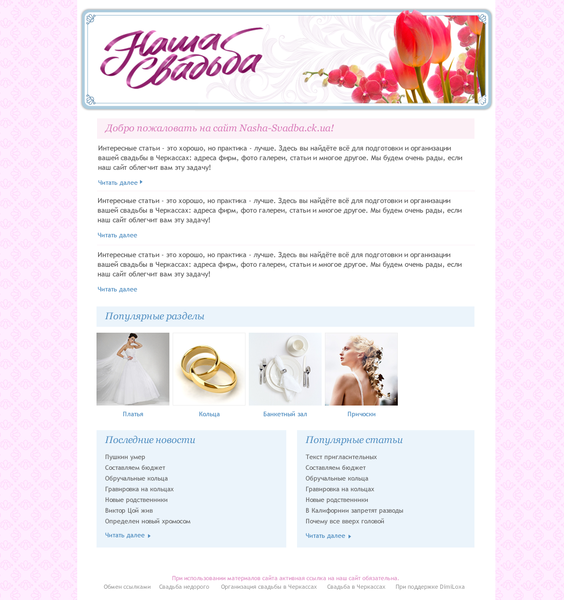 Наша
Свадьба
Добро пожаловать на сайт Nasha-Svadba.ck.ua!
Интересные статьи - это хорошо, но практика - лучше. Здесь вы найдёте всё для подготовки и организации
вашей свадьбы в Черкассах: адреса фирм, фото галереи, статьи и многое другое. Мы будем очень рады, если
наш сайт облегчит вам эту задачу!
Читать далее
Интересные статьи - это хорошо, но практика - лучше. Здесь вы найдёте всё для подготовки и организации
вашей свадьбы в Черкассах: адреса фирм, фото галереи, статьи и многое другое. Мы будем очень рады, если
наш сайт облегчит вам эту задачу!
Читать далее
Интересные статьи - это хорошо, но практика - лучше. Здесь вы найдёте всё для подготовки и организации
вашей свадьбы в Черкассах: адреса фирм, фото галереи, статьи и многое другое. Мы будем очень рады, если
наш сайт облегчит вам эту задачу!
Читать далее
Популярные разделы
Платья Кольца Банкетный зал Прически
Последние новости
Пушкин умер
Составляем бюджет
Обручальные кольца
Гравировка на кольцах
Новые родственники
Виктор Цой жив
Определен новый хромосом
Читать далее
Популярные статьи
Текст пригласительных
Составляем бюджет
Обручальные кольца
Гравировка на кольцах
Новые родственники
В Калифорнии запретят разводы
Почему все вверх головой
Читать далее
При использовании материалов сайта активная ссылка на наш сайт обязательна.
Обмен ссылками Свадьба недорого Организация свадьбы в Черкассах Свадьба в Черкассах При поддержке DimiLoxa